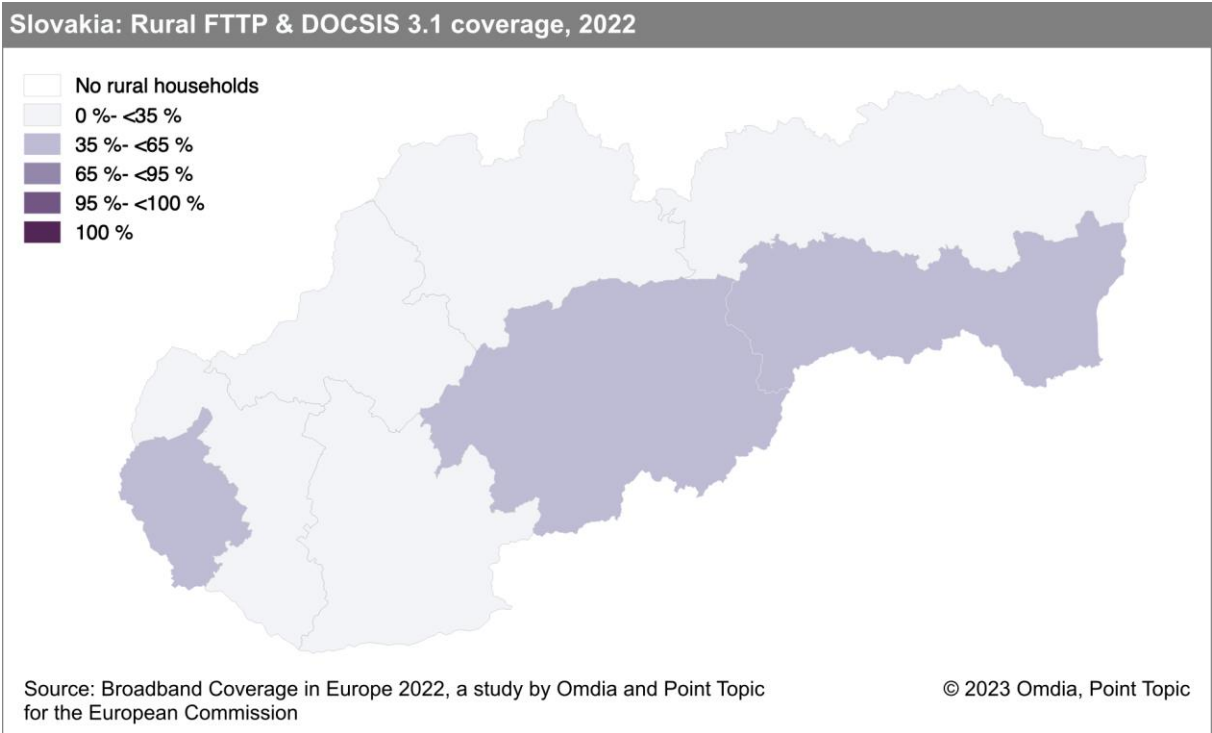 Slovakia: Rural FTTP & DOCSIS 3.1 coverage, 2022
No rural households
0 %- <35 %
35 %- <65 %
65 %- <95 %
95 %- <100 %
100 %
Source: Broadband Coverage in Europe 2022, a study by Omdia and Point Topic
for the European Commission
© 2023 Omdia, Point Topic